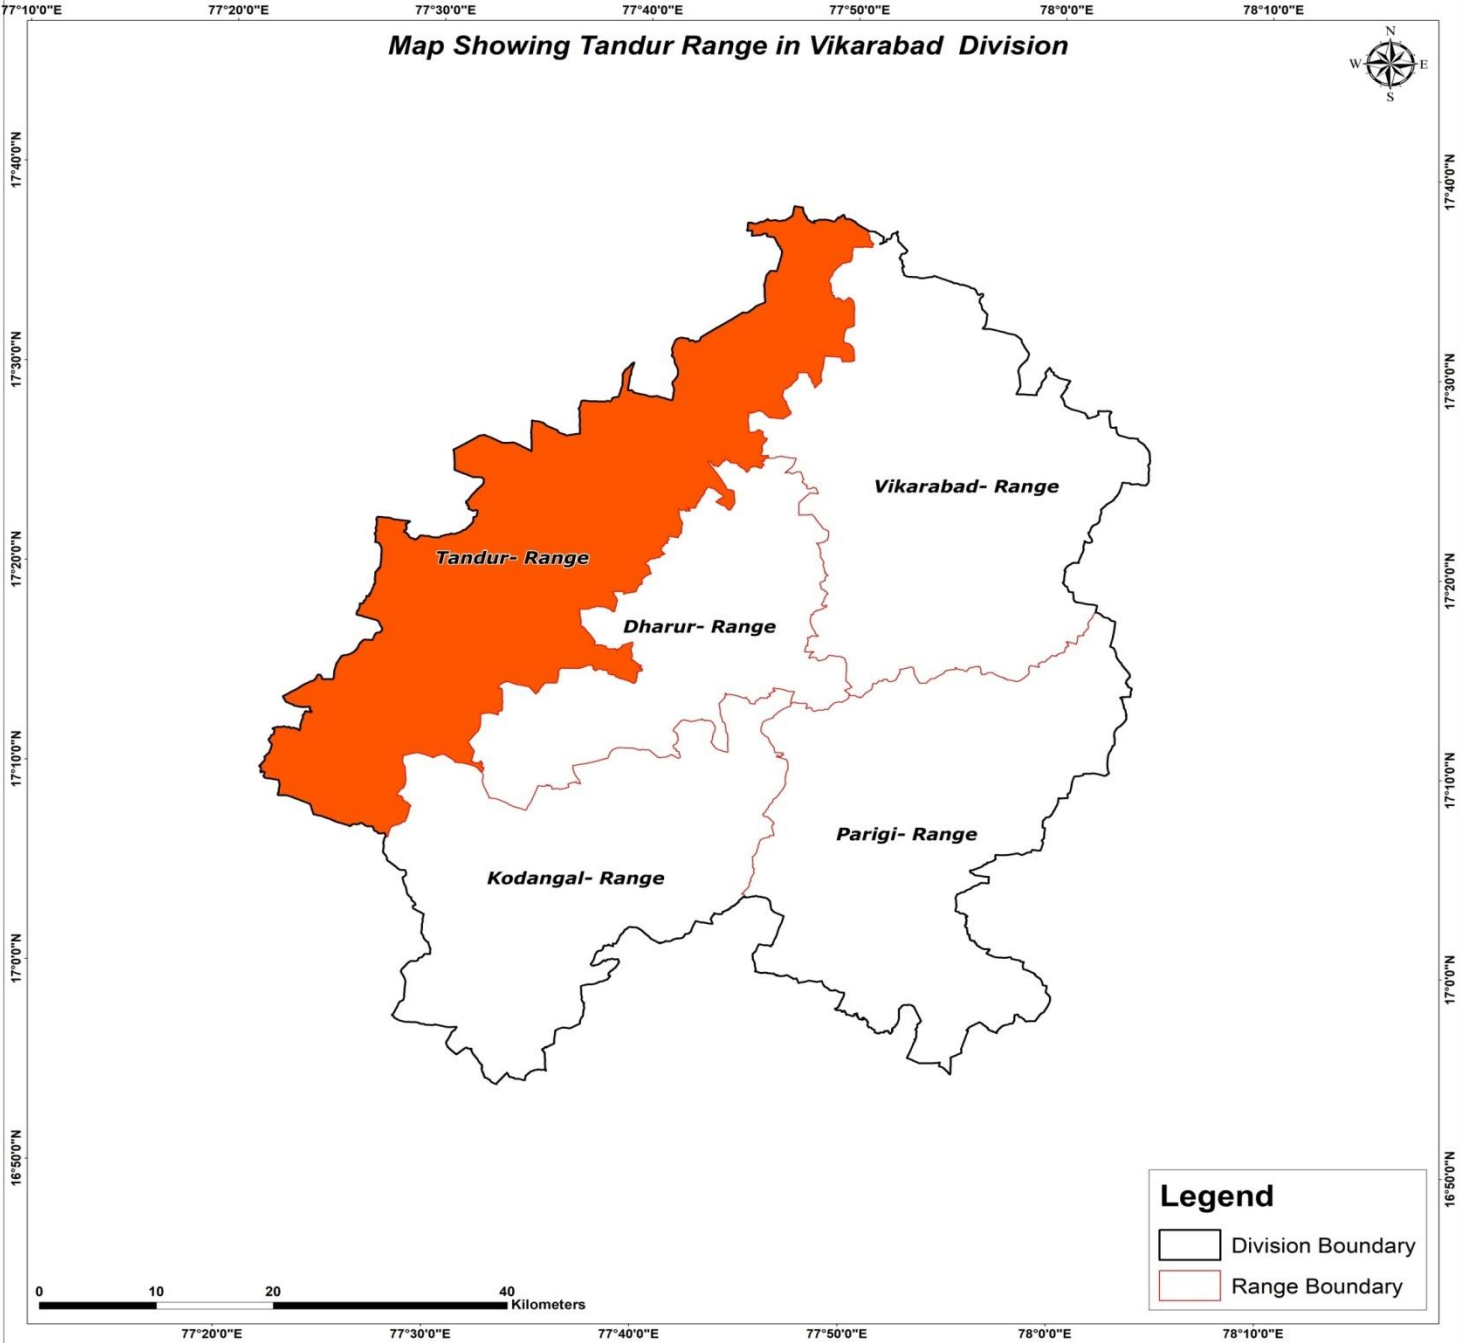 77°10'0"E 77°20'0"E 77°30'0"E 77°40'0"E 77°50'0"E 78°0'0"E 78°10'0"E
Map Showing Tandur Range in Vikarabad Division
N
W E
S
17°40'0"N 17°40'0"N
17°30'0"N 17°30'0"N
Vikarabad- Range
Tandur- Range
17°20'0"N 17°20'0"N
Dharur- Range
17°10'0"N 17°10'0"N
Parigi- Range
Kodangal- Range
17°0'0"N 17°0'0"N
16°50'0"N 16°50'0"N
Legend
Division Boundary
Range Boundary
0 10 20 40
Kilometers
77°20'0"E 77°30'0"E 77°40'0"E 77°50'0"E 78°0'0"E 78°10'0"E